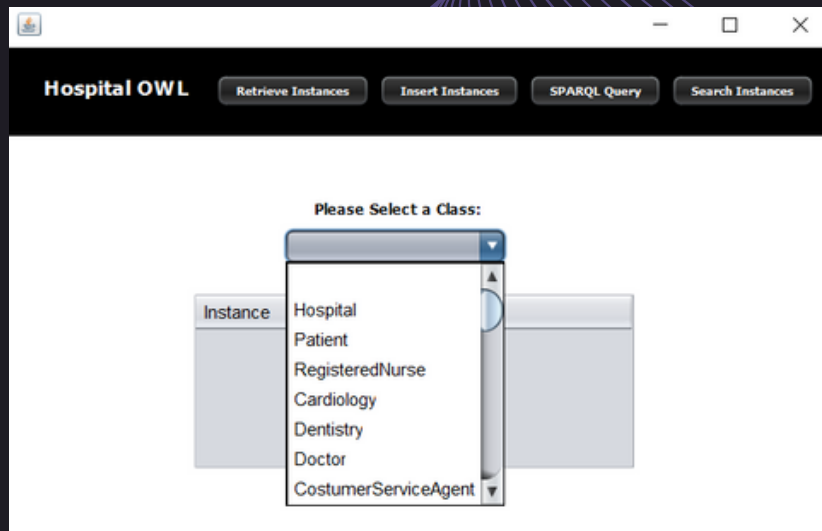 Hospital OWL
Retrieve Instances
Insert Instances
SPARQL Query
Search Instances
Please Select a Class:
Instance
Hospital
Patient
RegisteredNurse
Cardiology
Dentistry
Doctor
CostumerServiceAgent